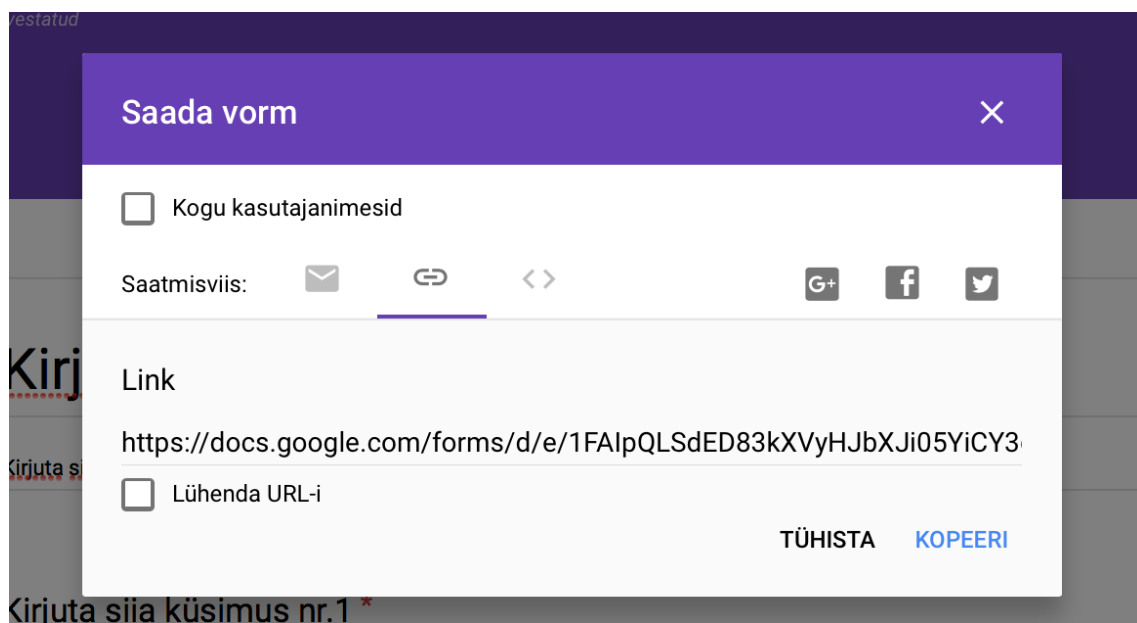 vestatud
Saada vorm
Kogu kasutajanimesid
Saatmisviis:
G+
Kirj
Link
https://docs.google.com/forms/d/e/1FAIpQLSdED83kXVyHJbXJi05YiCY3
Kirjuta si
Lühenda URL-i
TÜHISTA KOPEERI
Kirjuta siia küsimus nr.1 *